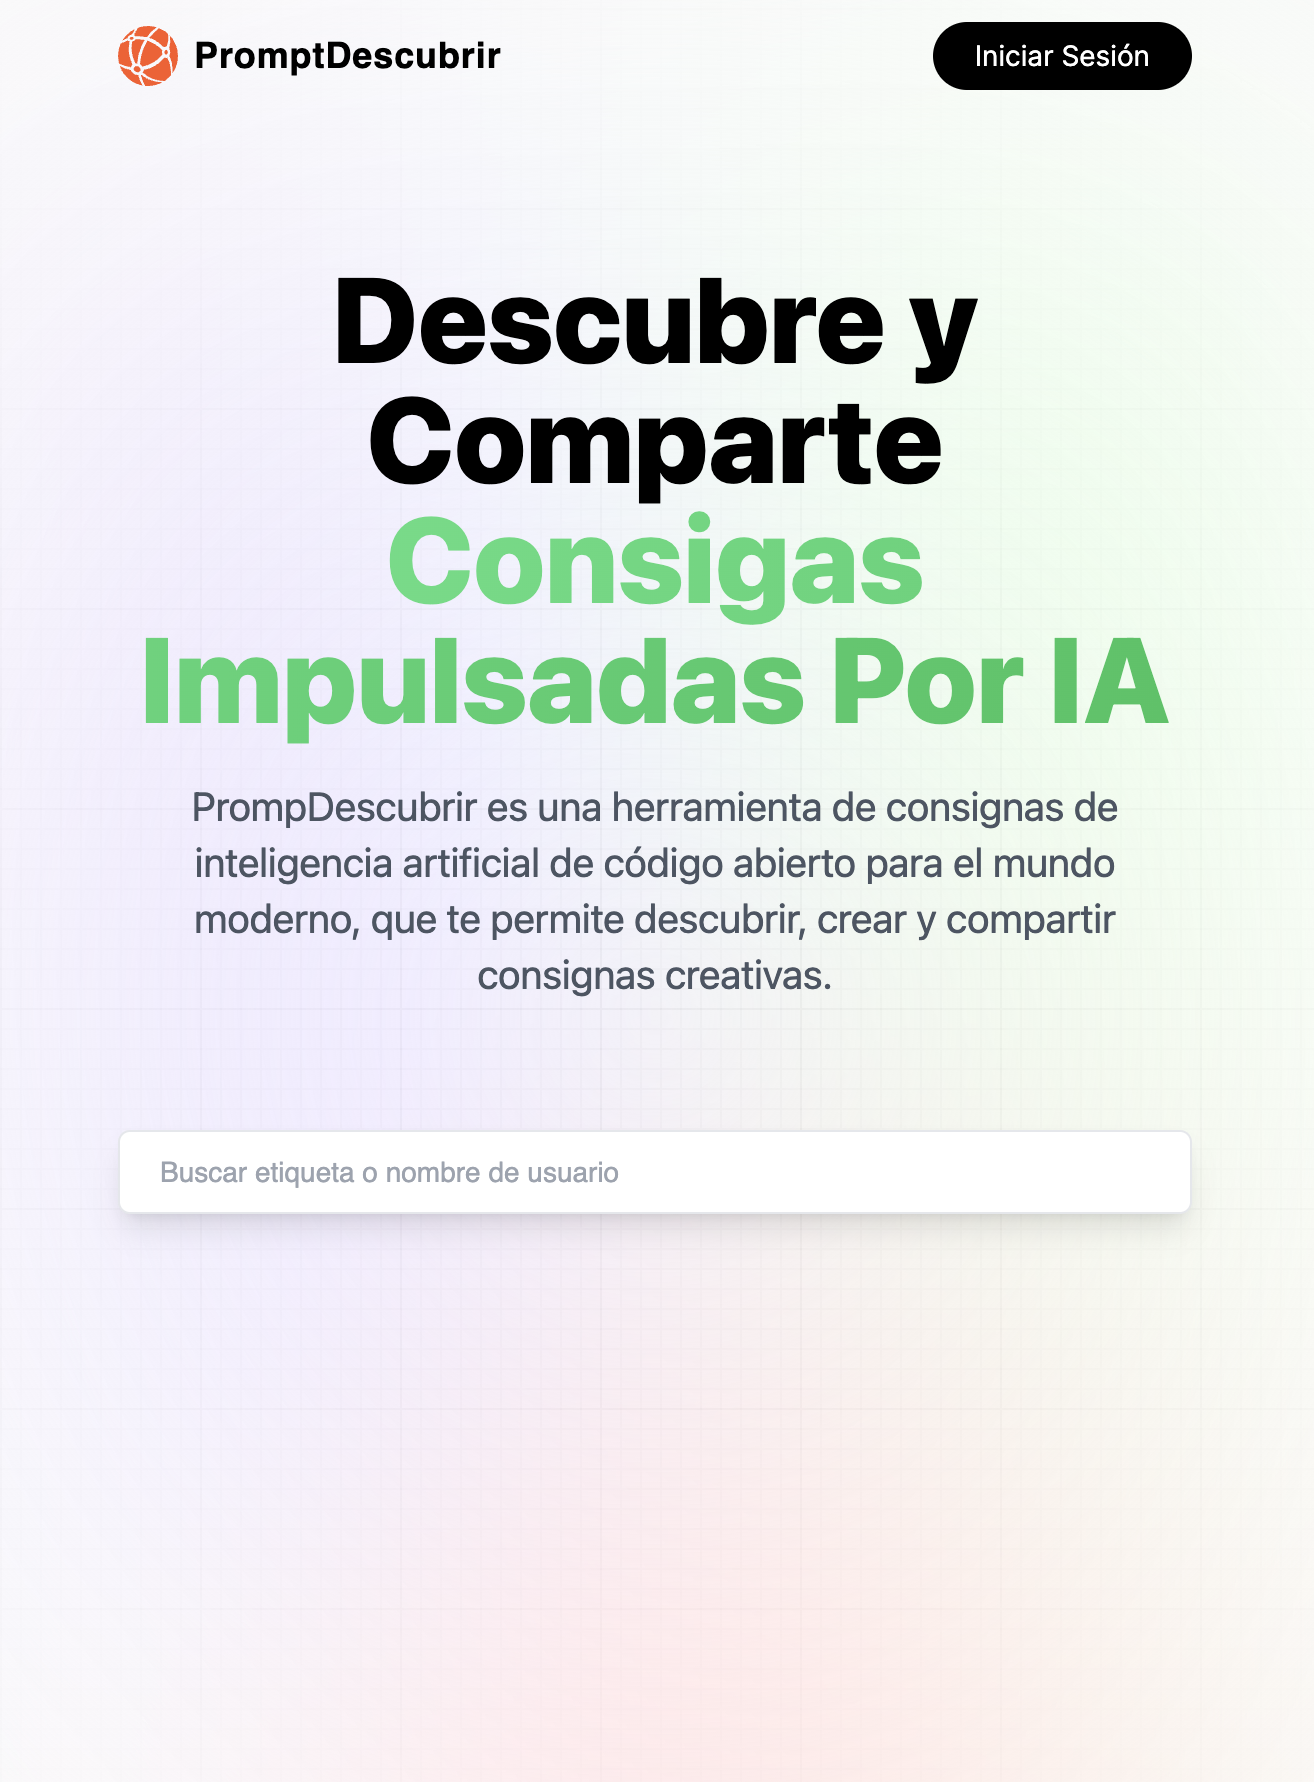 PromptDescubrir
Iniciar Sesión
Descubre y
Comparte
Consigas
Impulsadas Por IA
PrompDescubrir es una herramienta de consignas de
inteligencia artificial de código abierto para el mundo
moderno, que te permite descubrir, crear y compartir
consignas creativas.
Buscar etiqueta o nombre de usuario